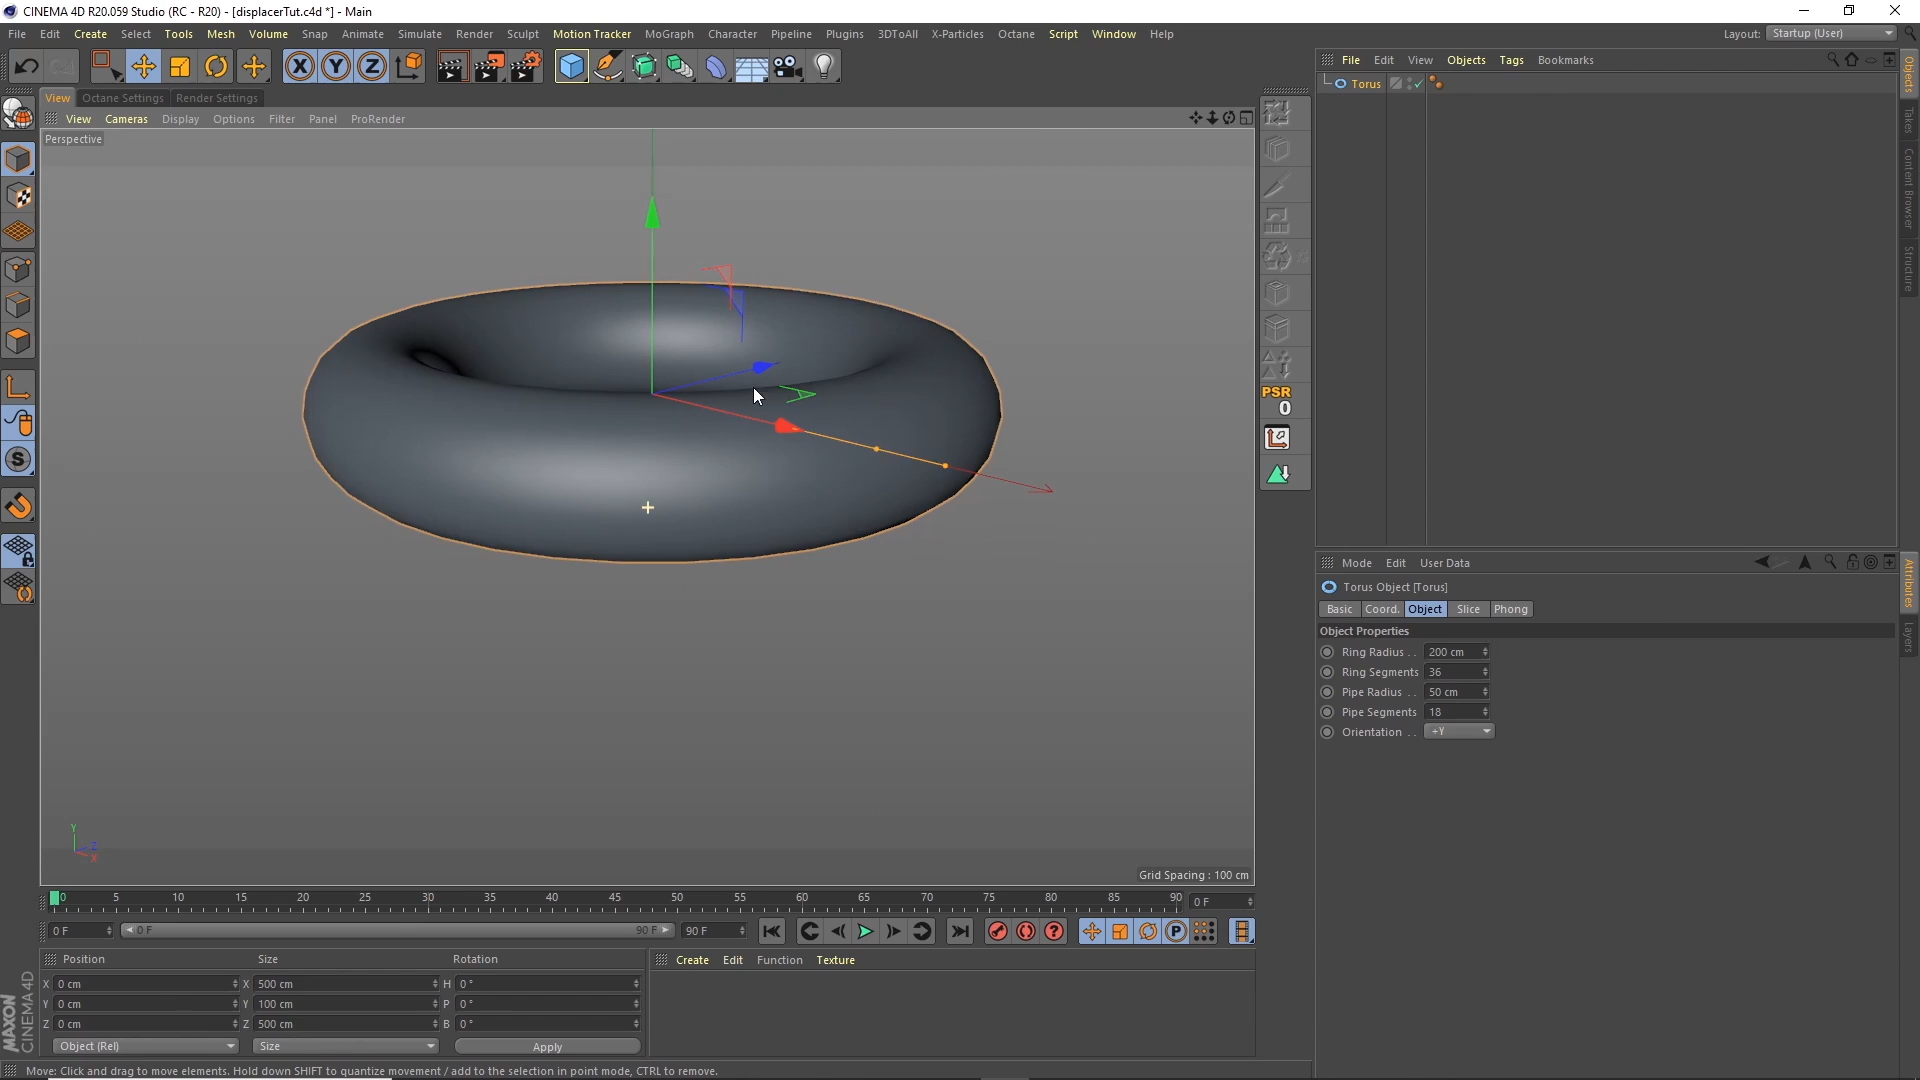 CINEMA 4D R20.059 Studio (RC - R20) - [displacerTut.c4d *] - Main
File Edit Create Select Tools Mesh Volume Snap Animate Simulate Render Sculpt Motion Tracker MoGraph Character Pipeline Plugins 3DToAll X-Particles Octane Script Window Help
Layout: Startup (User)
View Octane Settings Render Settings
View Cameras Display Options Filter Panel ProRender
Perspective
File Edit View Objects Tags Bookmarks
Torus
Objects
Takes
Content Browser
Structure
PSR
0
Mode Edit User Data
Torus Object [Torus]
Basic Coord. Object Slice Phong
Object Properties
Ring Radius . . 200 cm
Ring Segments 36
Pipe Radius . . 50 cm
Pipe Segments 18
Orientation . . +Y
Attributes
Layers
Y
Z
X
Grid Spacing : 100 cm
0 5 10 15 20 25 30 35 40 45 50 55 60 65 70 75 80 85 90 0 F
0 F 0 F 90 F 90 F
Position Size Rotation
X 0 cm X 500 cm H 0 °
Y 0 cm Y 100 cm P 0 °
Z 0 cm Z 500 cm B 0 °
Object (Rel) Size Apply
Create Edit Function Texture
MAXON
CINEMA 4D
Move: Click and drag to move elements. Hold down SHIFT to quantize movement / add to the selection in point mode, CTRL to remove.